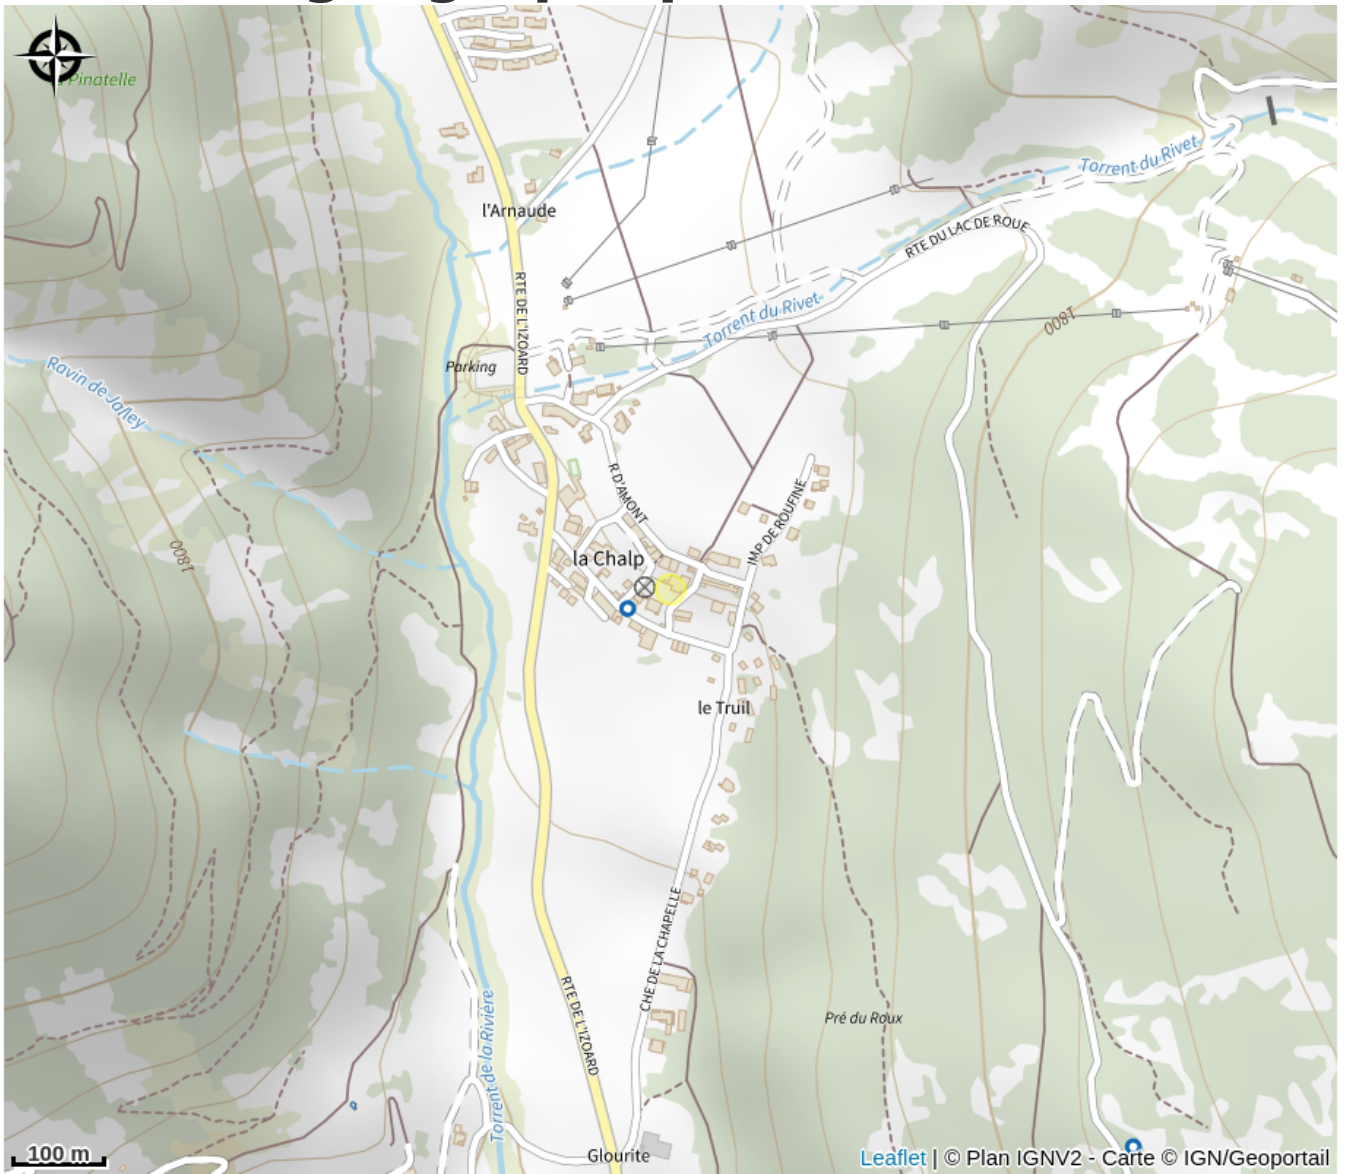 Pinatelle
l'Arnaude
Torrent du Rivet
RTE DU LAC DE ROUE
RTE DE L'IZOARD
Torrent du Rivet
1800
Parking
Ravin de Jalley
R D'AMONT
IMP DE ROUFINE
1800
la Chalp
le Truil
CHE DE LA CHAPELLE
RTE DE L'IZOARD
Torrent de la Rivière
Pré du Roux
Glourite
100 m
Leaflet | © Plan IGNV2 - Carte © IGN/Geoportail